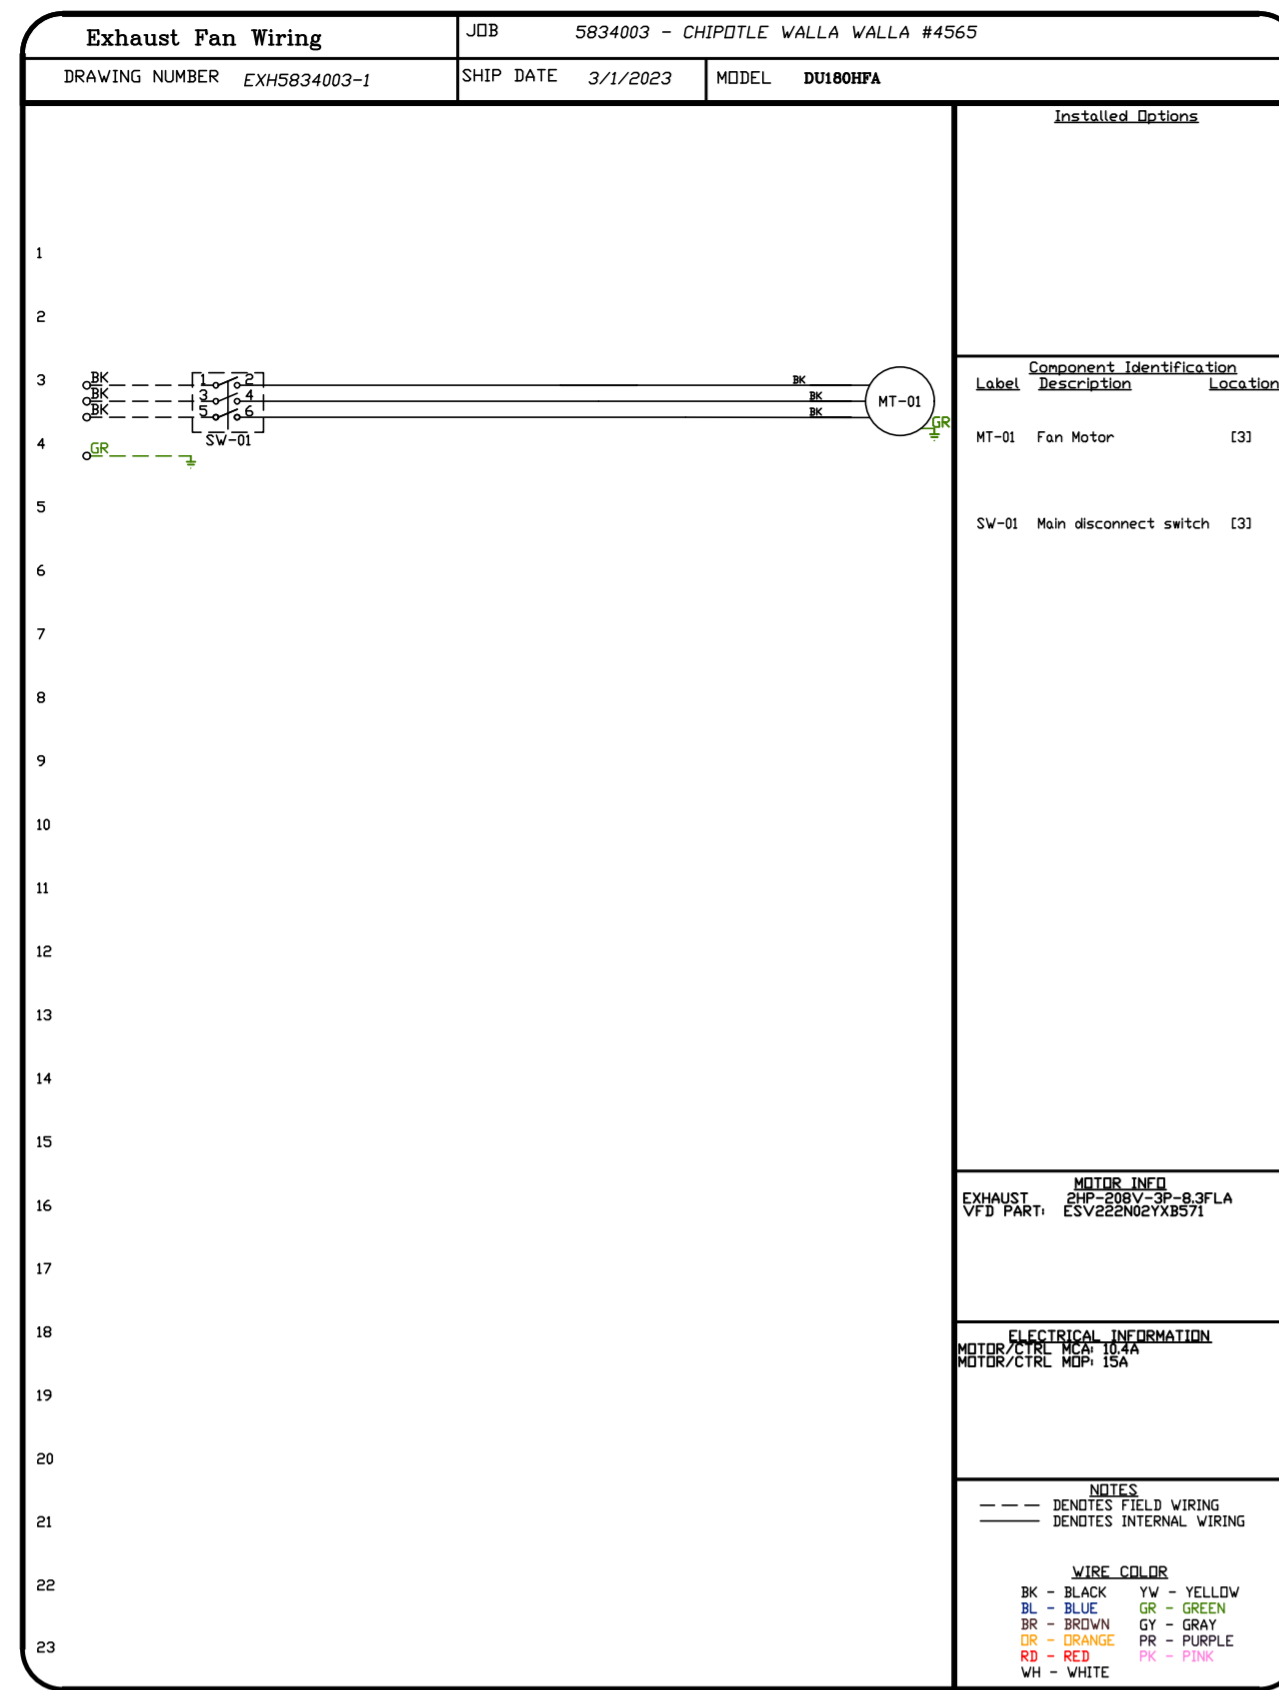 Exhaust Fan Wiring
JOB 5834003 - CHIPOTLE WALLA WALLA #4565
DRAWING NUMBER EXH5834003-1
SHIP DATE 3/1/2023
MODEL DU180HFA
Installed Options
1
2
3
BK
BK
BK
1 2
3 4
5 6
SW-01
BK
BK
BK
MT-01
GR
4
GR
5
6
7
8
9
10
11
12
13
14
15
16
17
18
19
20
21
22
23
Component Identification
Label Description Location
MT-01 Fan Motor [3]
SW-01 Main disconnect switch [3]
MOTOR INFO
EXHAUST 2HP-208V-3P-8.3FLA
VFD PART: ESV222N02YXB571
ELECTRICAL INFORMATION
MOTOR/CTRL MCA: 10.4A
MOTOR/CTRL MOP: 15A
NOTES
DENOTES FIELD WIRING
DENOTES INTERNAL WIRING
WIRE COLOR
BK - BLACK YW - YELLOW
BL - BLUE GR - GREEN
BR - BROWN GY - GRAY
OR - ORANGE PR - PURPLE
RD - RED PK - PINK
WH - WHITE